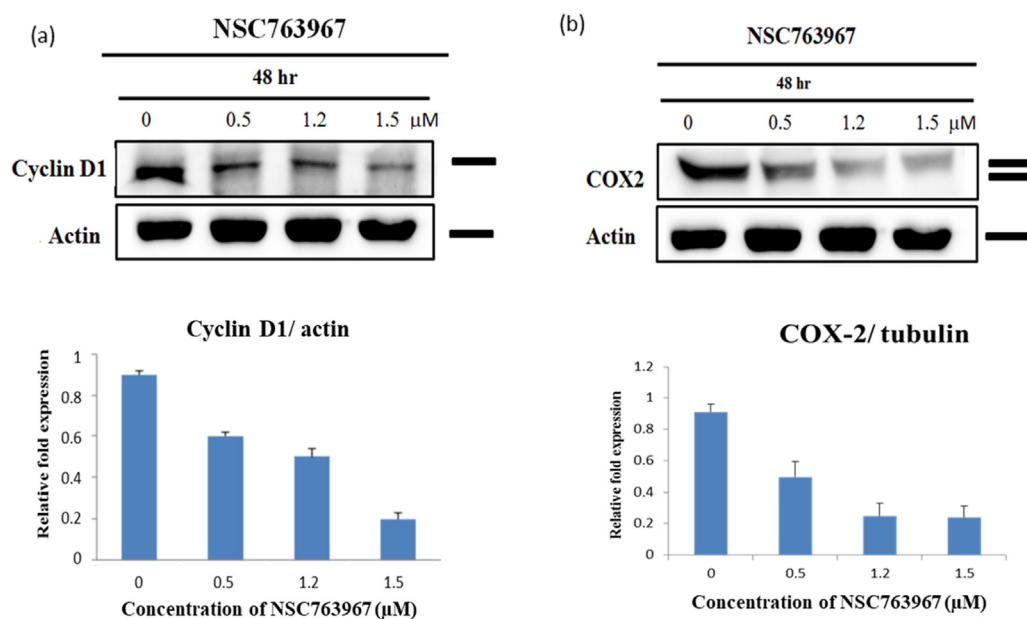 (a)
NSC763967
48 hr
0 0.5 1.2 1.5 μM
Cyclin D1
Actin
Cyclin D1/ actin
Relative fold expression
1
0.8
0.6
0.4
0.2
0
0 0.5 1.2 1.5
Concentration of NSC763967 (μM)
(b)
NSC763967
48 hr
0 0.5 1.2 1.5 μM
COX2
Actin
COX-2/ tubulin
Relative fold expression
1.2
1
0.8
0.6
0.4
0.2
0
0 0.5 1.2 1.5
Concentration of NSC763967 (μM)